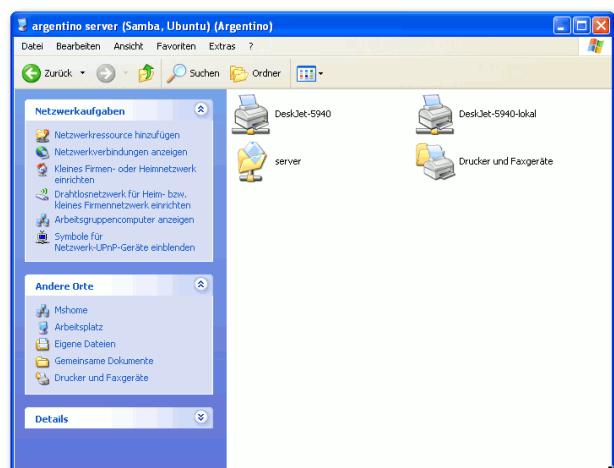 argentino server (Samba, Ubuntu) (Argentino)
Datei Bearbeiten Ansicht Favoriten Extras ?
Zurück Suchen Ordner
Netzwerkaufgaben
Netzwerkressource hinzufügen
Netzwerkverbindungen anzeigen
Kleines Firmen- oder Heimnetzwerk
einrichten
Drahtlosnetzwerk für Heim- bzw.
kleines Firmennetzwerk einrichten
Arbeitsgruppencomputer anzeigen
Symbole für
Netzwerk-UPnP-Geräte einblenden
Andere Orte
Mshome
Arbeitsplatz
Eigene Dateien
Gemeinsame Dokumente
Drucker und Faxgeräte
Details
DeskJet-5940
DeskJet-5940-lokal
server
Drucker und Faxgeräte